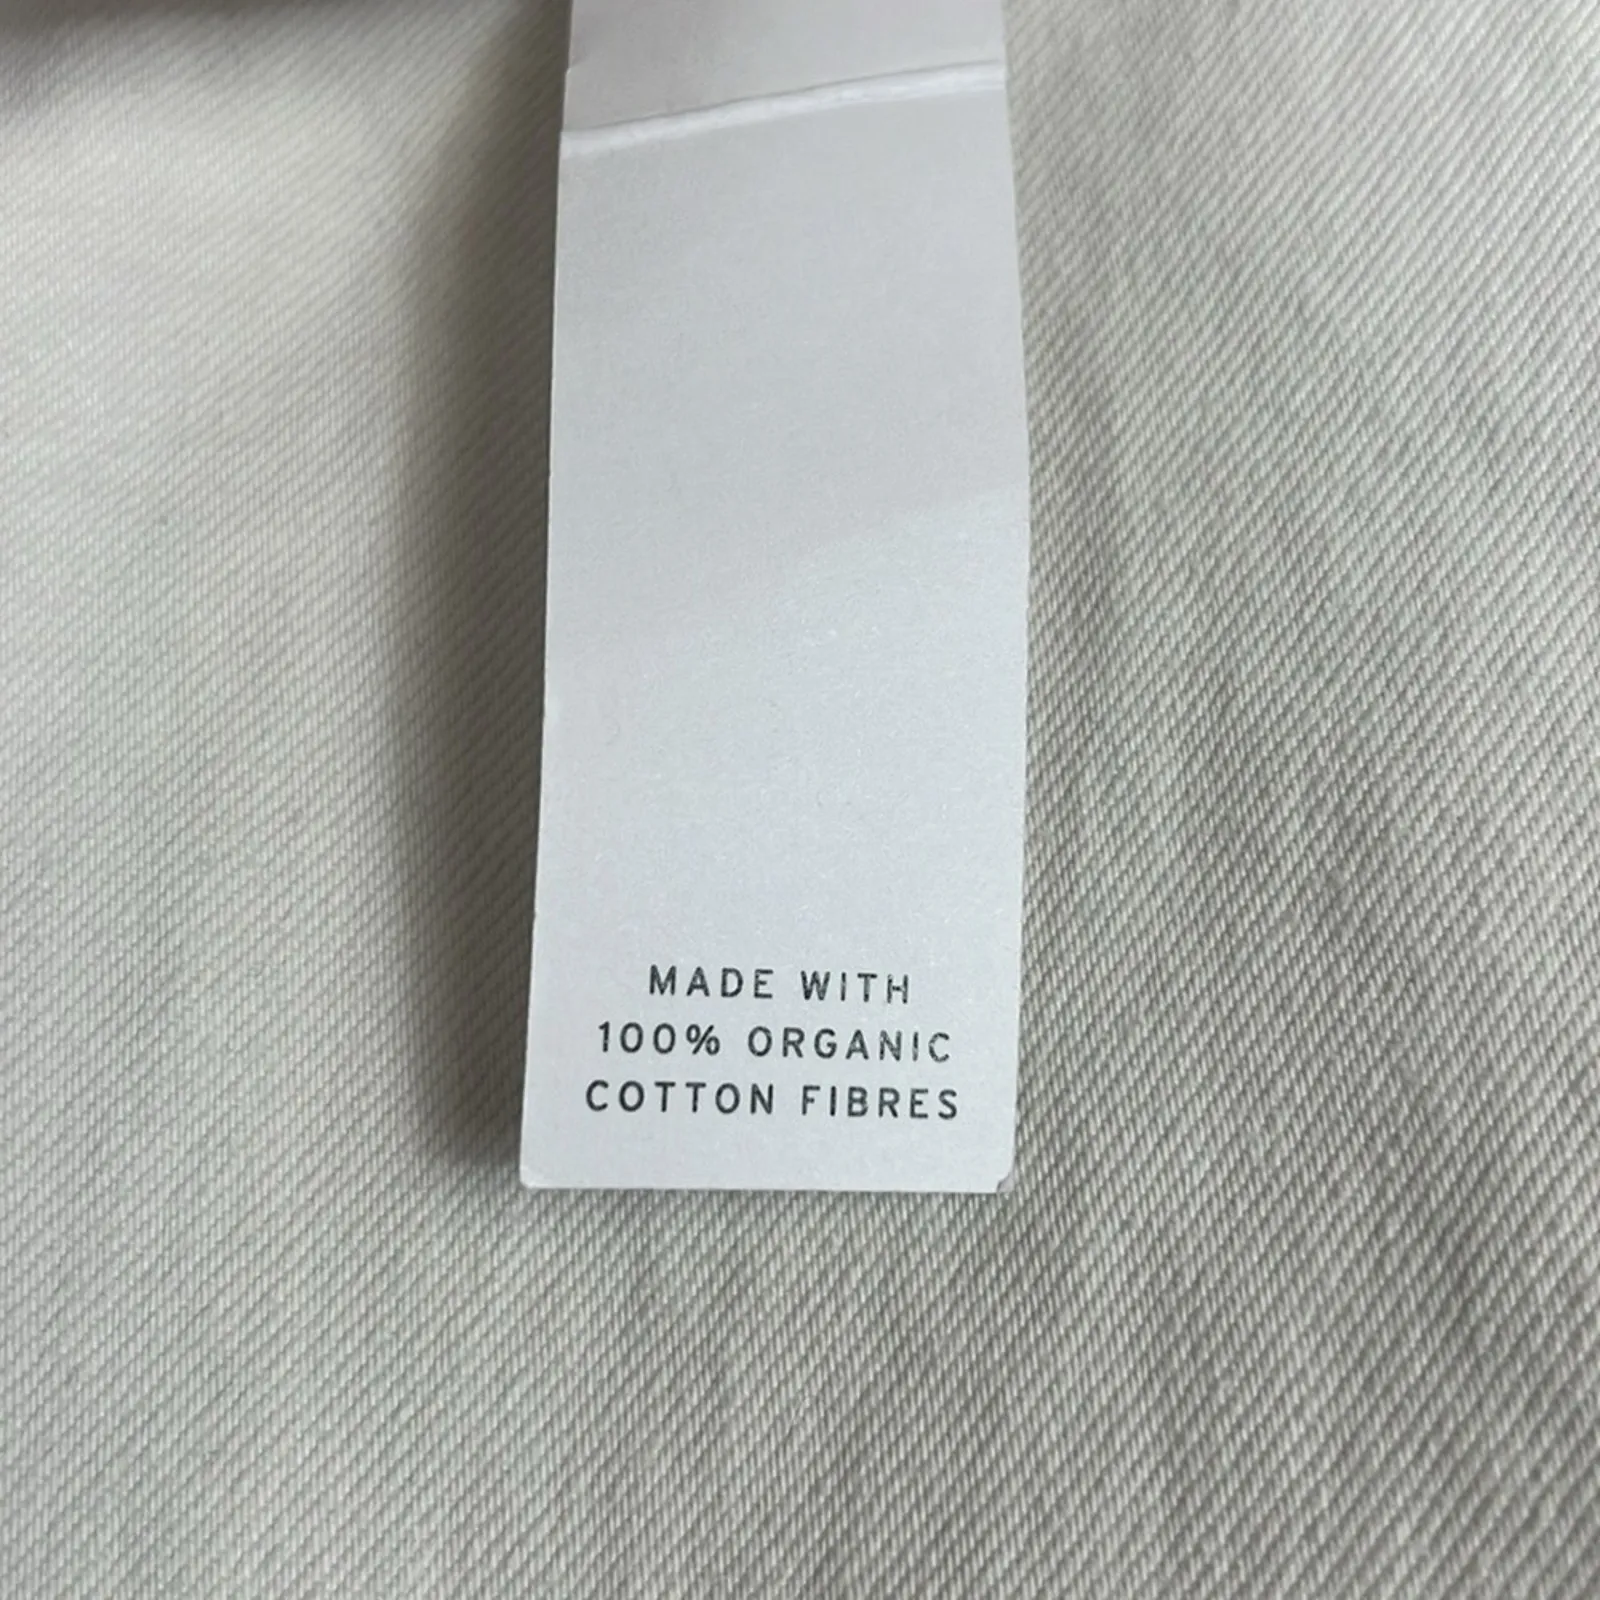 MADE WITH
100% ORGANIC
COTTON FIBRES